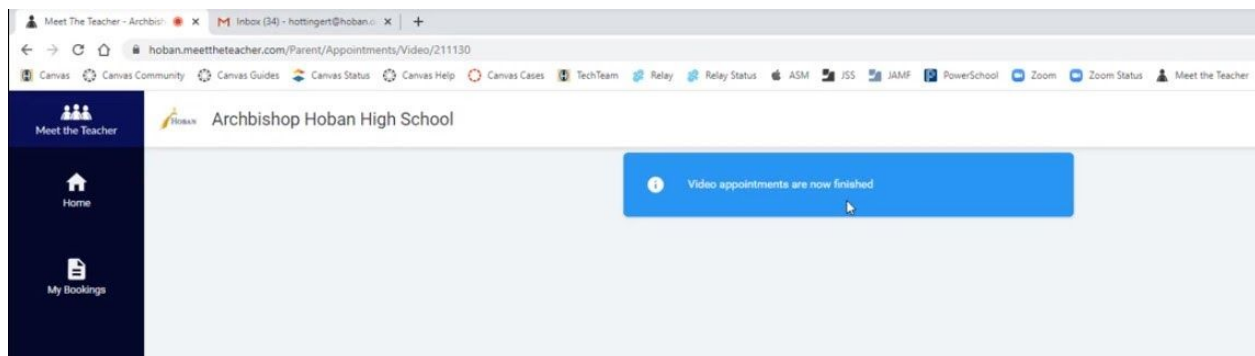 Meet The Teacher - Archbish
Inbox (34) - hottingert@hoban.o
hoban.meettheteacher.com/Parent/Appointments/Video/211130
Canvas Canvas Community Canvas Guides Canvas Status Canvas Help Canvas Cases TechTeam Relay Relay Status ASM JSS JAMF PowerSchool Zoom Zoom Status Meet the Teacher
Meet the Teacher
HOBAN Archbishop Hoban High School
Video appointments are now finished
Home
My Bookings